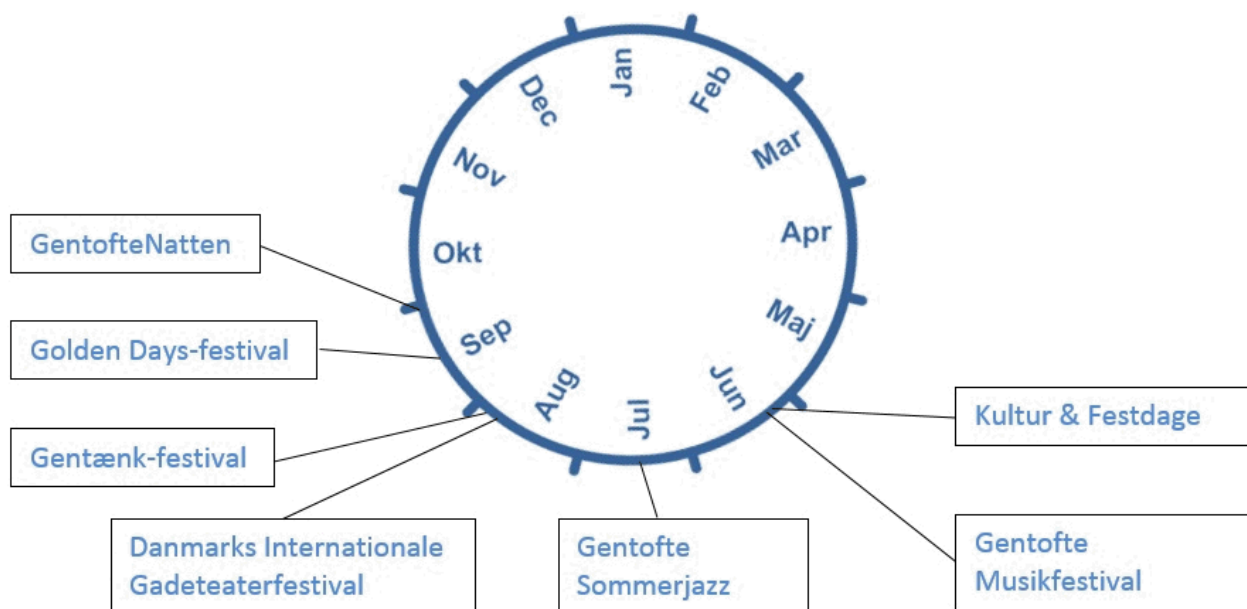 Jan
Feb
Mar
Apr
Maj
Jun
Jul
Aug
Sep
Okt
Nov
Dec
GentofteNatten
Golden Days-festival
Gentænk-festival
Danmarks Internationale
Gadeteaterfestival
Gentofte
Sommerjazz
Kultur & Festdage
Gentofte
Musikfestival